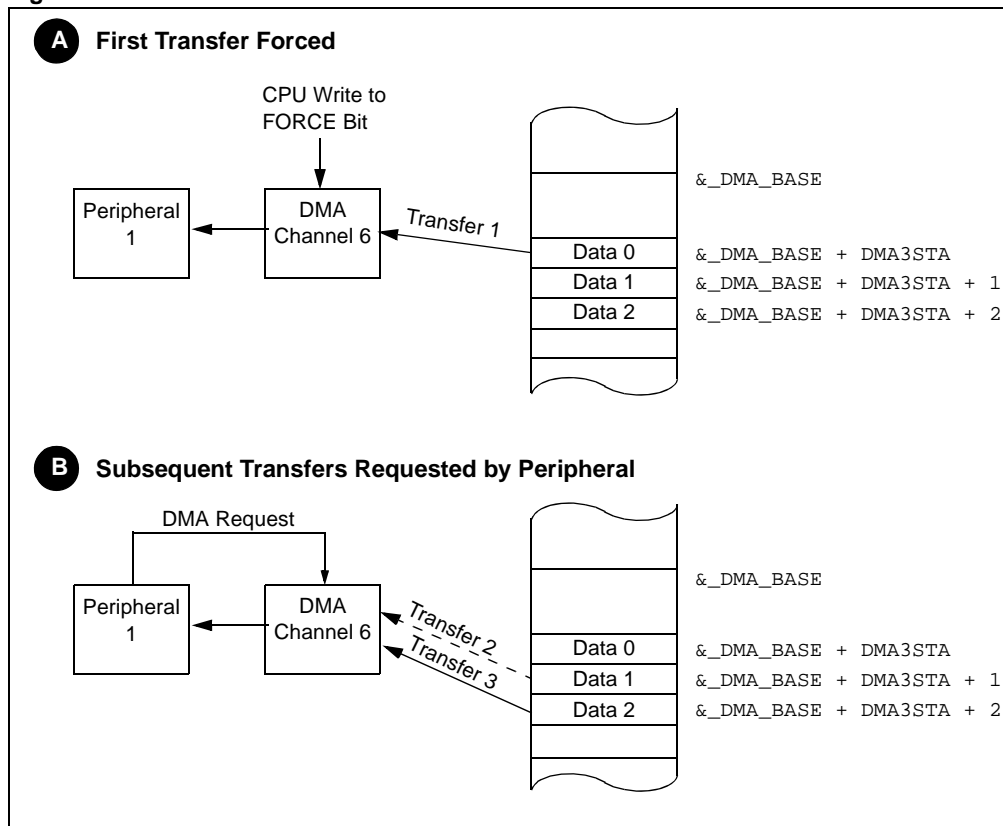 A First Transfer Forced
CPU Write to
FORCE Bit
Peripheral
1
DMA
Channel 6
Transfer 1
Data 0
Data 1
Data 2
&_DMA_BASE
&_DMA_BASE + DMA3STA
&_DMA_BASE + DMA3STA + 1
&_DMA_BASE + DMA3STA + 2
B Subsequent Transfers Requested by Peripheral
DMA Request
Peripheral
1
DMA
Channel 6
Transfer 2
Transfer 3
Data 0
Data 1
Data 2
&_DMA_BASE
&_DMA_BASE + DMA3STA
&_DMA_BASE + DMA3STA + 1
&_DMA_BASE + DMA3STA + 2